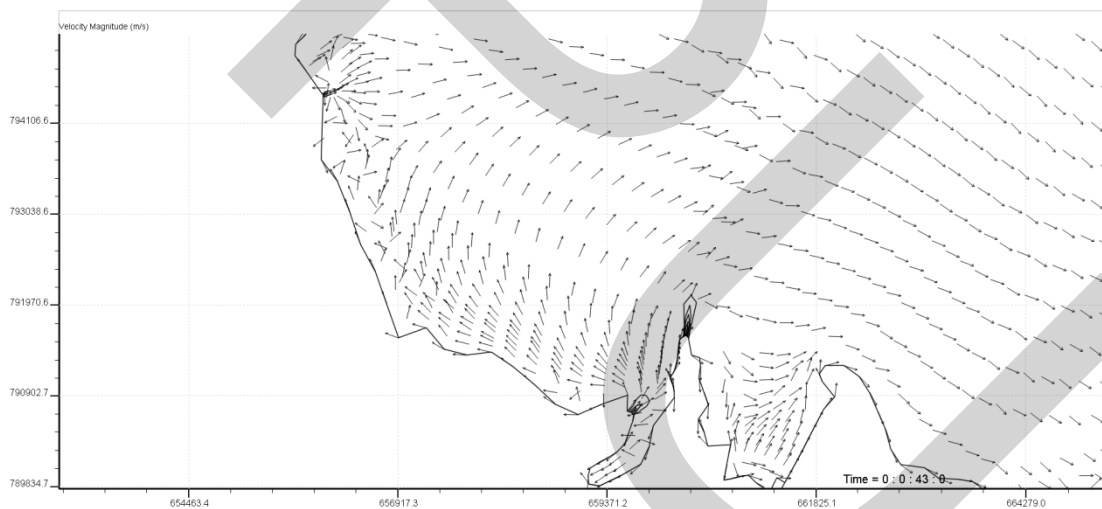 Velocity Magnitude (m/s)
794106.6
793038.6
791970.6
790902.7
789834.7
Time = 0 : 0 : 43 : 0
654463.4 656917.3 659371.2 661825.1 664279.0